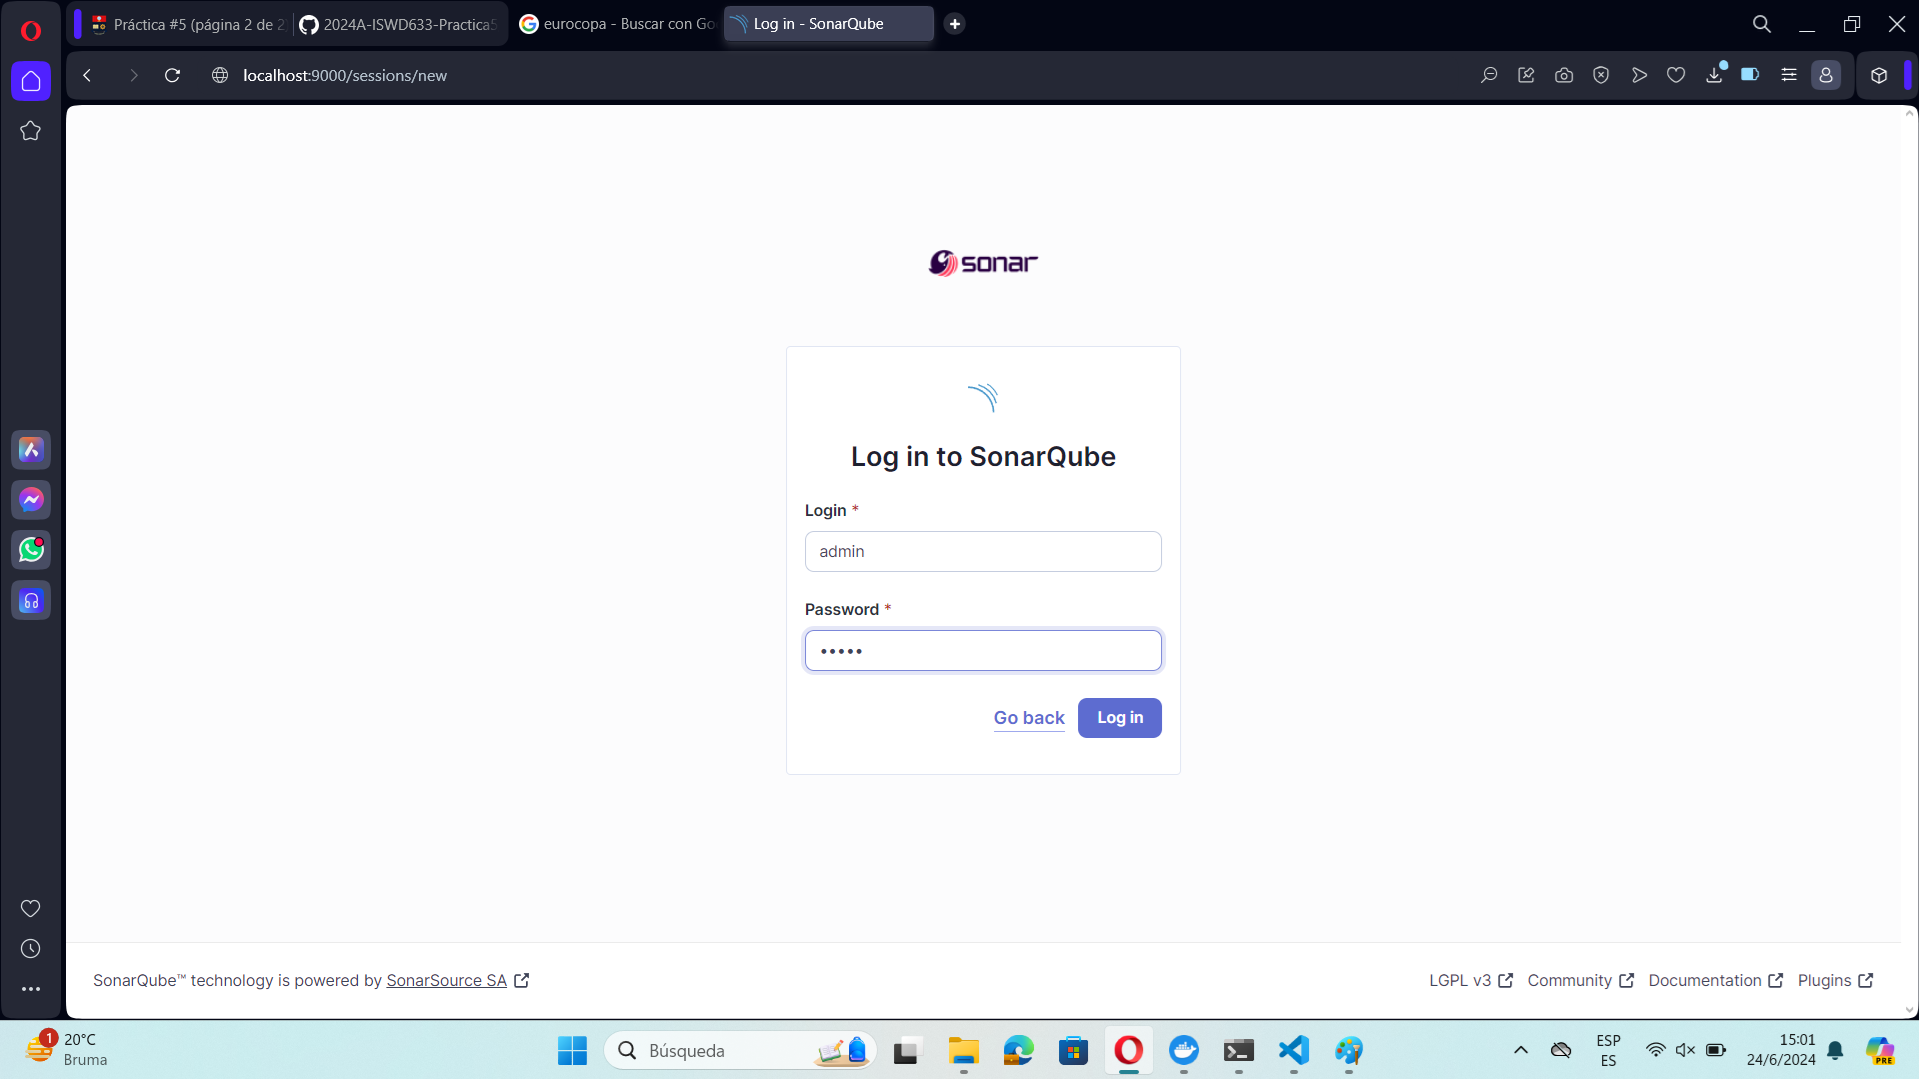 Práctica #5 (página 2 de 2
2024A-ISWD633-Practica5
eurocopa - Buscar con Go
Log in - SonarQube
localhost:9000/sessions/new
sonar
Log in to SonarQube
Login *
admin
Password *
•••••
Go back
Log in
SonarQube™ technology is powered by SonarSource SA
LGPL v3
Community
Documentation
Plugins
1
20°C
Bruma
Búsqueda
ESP
ES
15:01
24/6/2024
PRE